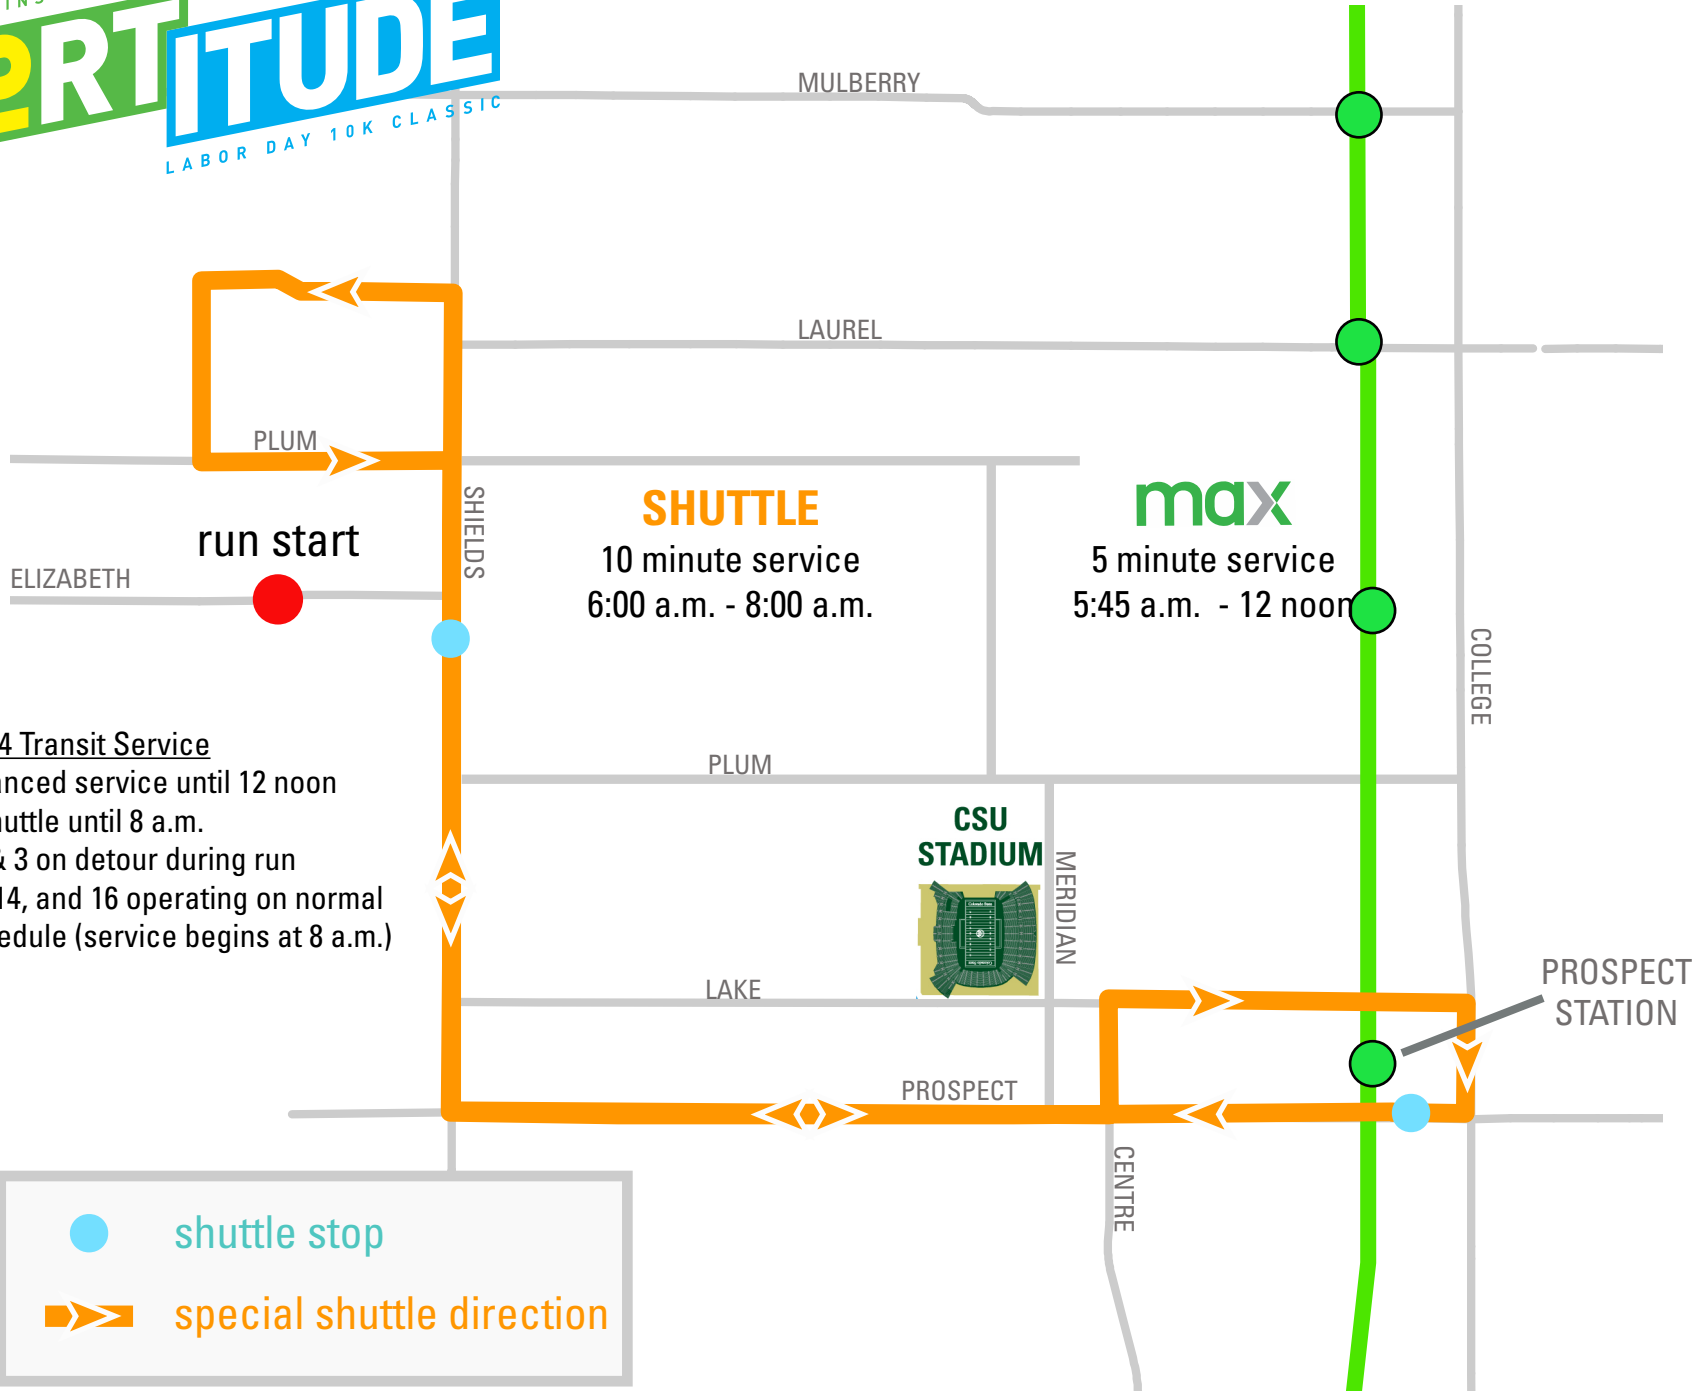 RT
ITUDE
LABOR DAY 10K CLASSIC
MULBERRY
LAUREL
PLUM
SHIELDS
SHUTTLE
10 minute service
6:00 a.m. - 8:00 a.m.
max
5 minute service
5:45 a.m. - 12 noon
run start
ELIZABETH
COLLEGE
4 Transit Service
service until 12 noon
until 8 a.m.
& 3 on detour during run
14, and 16 operating on normal
(service begins at 8 a.m.)
PLUM
CSU
STADIUM
MERIDIAN
LAKE
PROSPECT
STATION
PROSPECT
CENTRE
shuttle stop
special shuttle direction